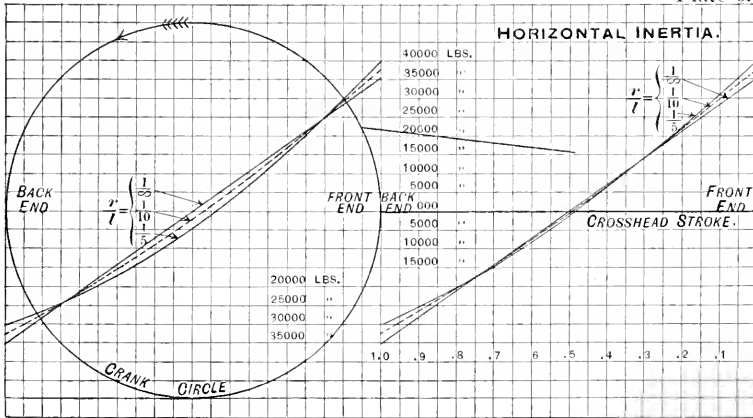 HORIZONTAL INERTIA.
40000 LBS.
35000 "
30000 "
25000 "
20000 "
15000 "
10000 "
5000 "
000 "
5000 "
10000 "
15000 "
r/l = { 1/8 1/10 1/5
r/l = { 1/8 1/10 1/5
BACK END
FRONT END
BACK END
FRONT END
CROSSHEAD STROKE.
20000 LBS.
25000 "
30000 "
35000 "
1.0 .9 .8 .7 6 .5 .4 .3 .2 .1
CRANK CIRCLE